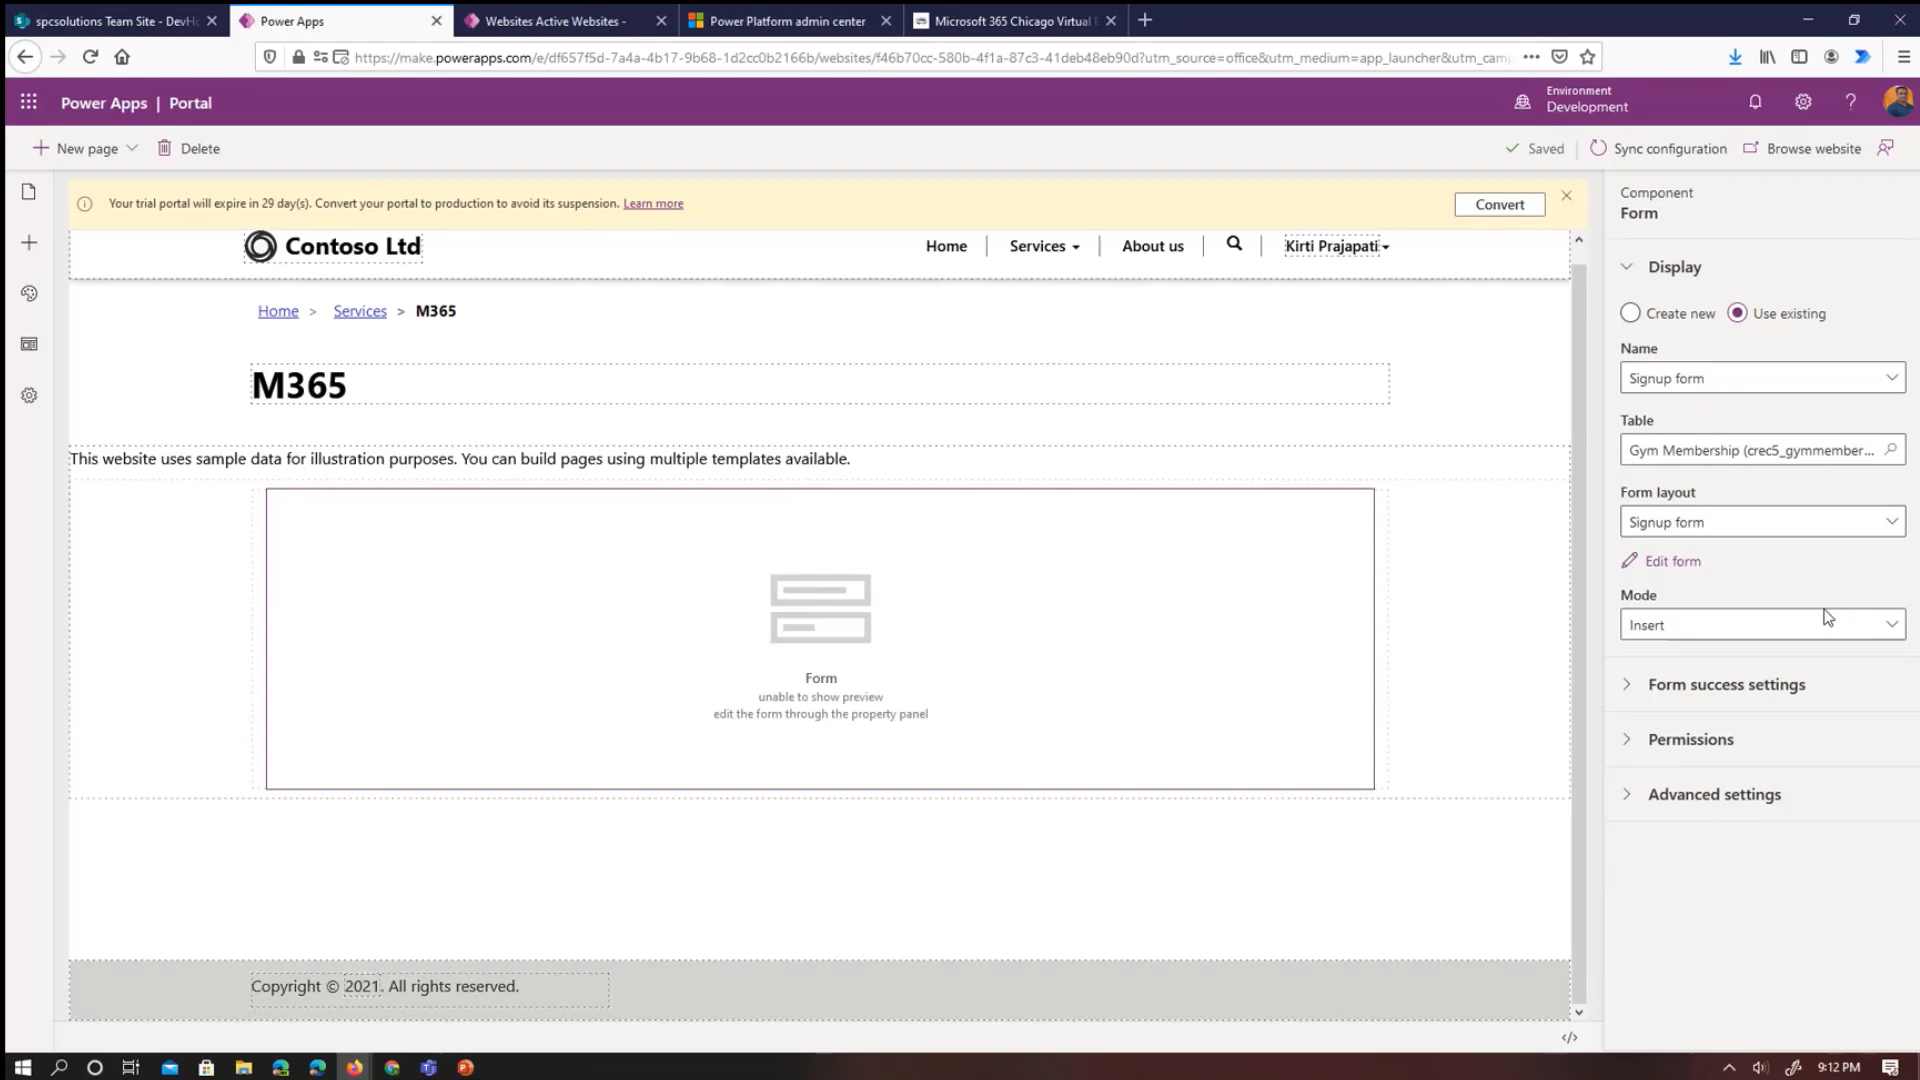 spcsolutions Team Site - DevHo
Power Apps
Websites Active Websites -
Power Platform admin center
Microsoft 365 Chicago Virtual E
https://make.powerapps.com/e/df657f5d-7a4a-4b17-9b68-1d2cc0b2166b/websites/f46b70cc-580b-4f1a-87c3-41deb48eb90d?utm_source=office&utm_medium=app_launcher&utm_camp
Power Apps | Portal
Environment
Development
New page
Delete
Saved
Sync configuration
Browse website
Your trial portal will expire in 29 day(s). Convert your portal to production to avoid its suspension. Learn more
Convert
Contoso Ltd
Home
Services
About us
Kirti Prajapati
Home > Services > M365
M365
This website uses sample data for illustration purposes. You can build pages using multiple templates available.
Form
unable to show preview
edit the form through the property panel
Copyright © 2021. All rights reserved.
</>
Component
Form
Display
Create new
Use existing
Name
Signup form
Table
Gym Membership (crec5_gymmember...
Form layout
Signup form
Edit form
Mode
Insert
Form success settings
Permissions
Advanced settings
9:12 PM